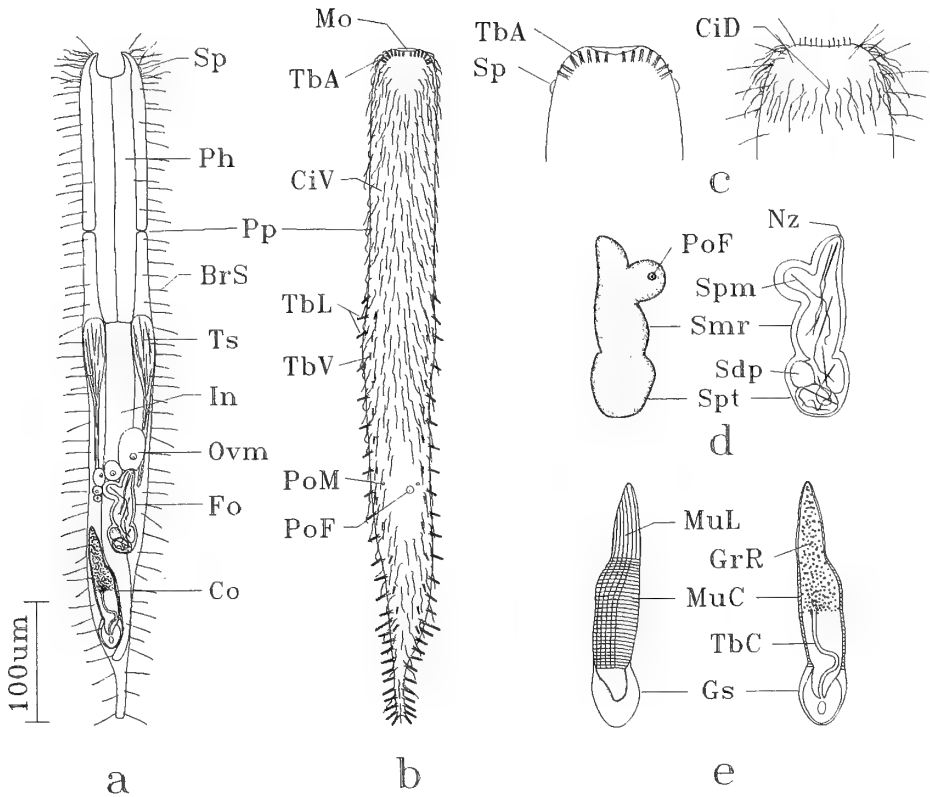 Sp
Ph
Pp
BrS
Ts
In
Ovm
Fo
Co
100um
a
Mo
TbA
CiV
TbL
TbV
PoM
PoF
b
TbA
Sp
CiD
c
Nz
PoF
Spm
Smr
Sdp
Spt
d
MuL
GrR
MuC
TbC
Gs
e